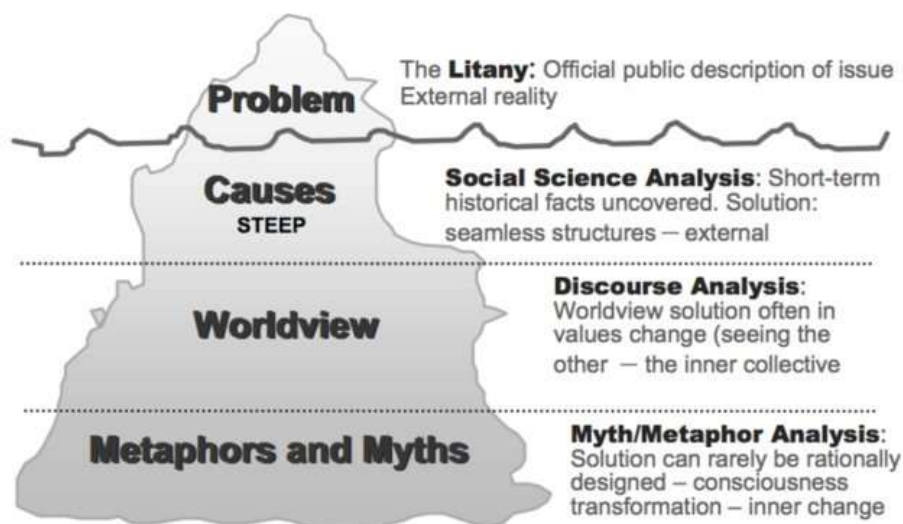 Problem
The Litany: Official public description of issue
External reality
Causes
STEEP
Social Science Analysis: Short-term
historical facts uncovered. Solution:
seamless structures – external
Worldview
Discourse Analysis:
Worldview solution often in
values change (seeing the
other – the inner collective
Metaphors and Myths
Myth/Metaphor Analysis:
Solution can rarely be rationally
designed – consciousness
transformation – inner change